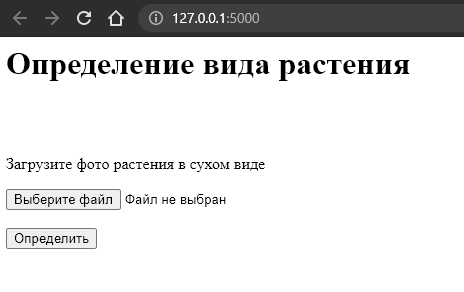 127.0.0.1:5000
Определение вида растения
Загрузите фото растения в сухом виде
Выберите файл Файл не выбран
Определить